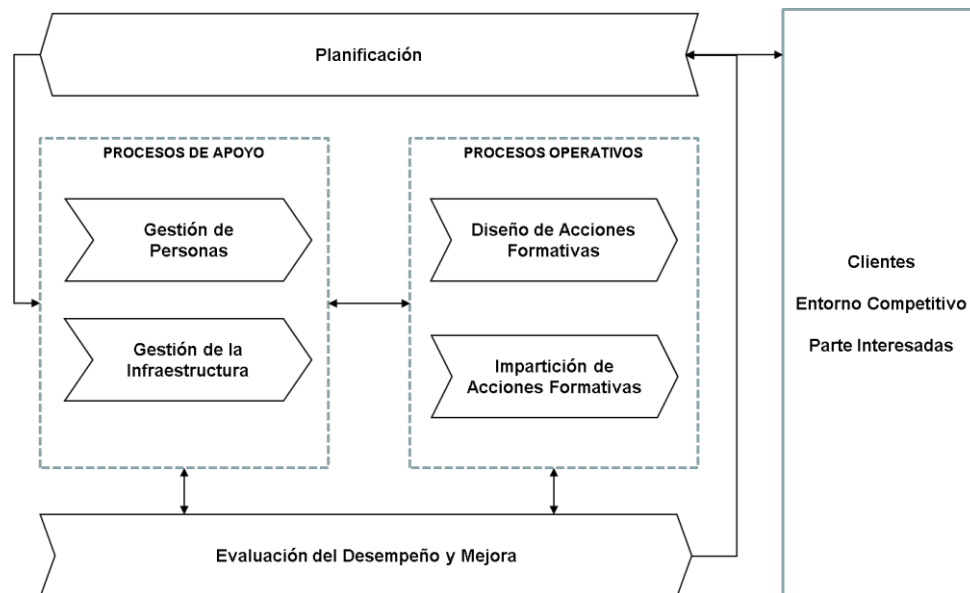 Planificación
PROCESOS DE APOYO
Gestión de
Personas
Gestión de la
Infraestructura
PROCESOS OPERATIVOS
Diseño de Acciones
Formativas
Impartición de
Acciones Formativas
Evaluación del Desempeño y Mejora
Clientes
Entorno Competitivo
Parte Interesadas